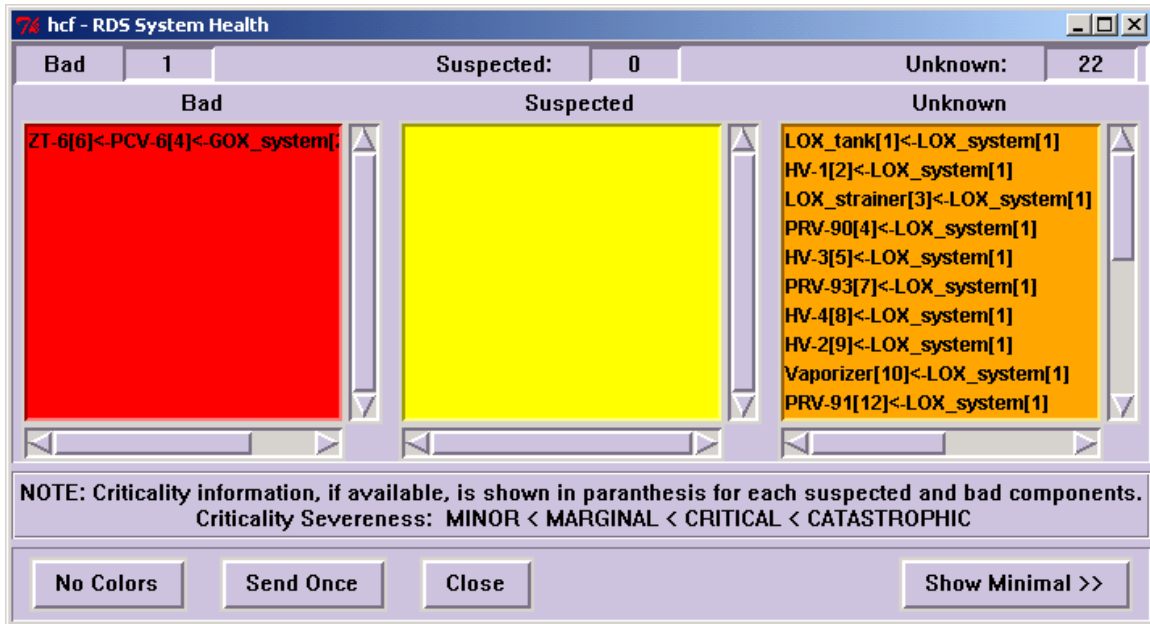 hcf - RDS System Health
Bad 1 Suspected: 0 Unknown: 22
Bad Suspected Unknown
ZT-6[6]<-PCV-6[4]<-GOX_system[
LOX_tank[1]<-LOX_system[1]
HV-1[2]<-LOX_system[1]
LOX_strainer[3]<-LOX_system[1]
PRV-90[4]<-LOX_system[1]
HV-3[5]<-LOX_system[1]
PRV-93[7]<-LOX_system[1]
HV-4[8]<-LOX_system[1]
HV-2[9]<-LOX_system[1]
Vaporizer[10]<-LOX_system[1]
PRV-91[12]<-LOX_system[1]
NOTE: Criticality information, if available, is shown in paranthesis for each suspected and bad components.
Criticality Severeness: MINOR < MARGINAL < CRITICAL < CATASTROPHIC
No Colors Send Once Close Show Minimal >>